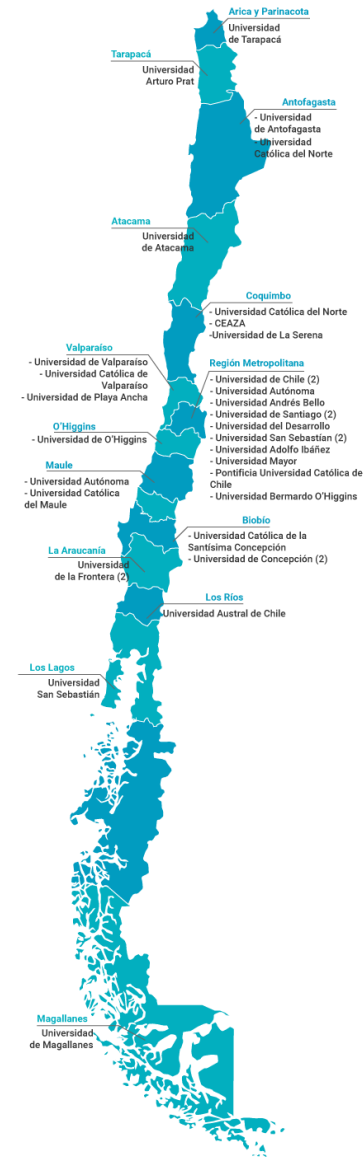 Arica y Parinacota
Universidad
de Tarapacá
Tarapacá
Universidad
Arturo Prat
Antofagasta
- Universidad
de Antofagasta
- Universidad
Católica del Norte
Atacama
Universidad
de Atacama
Coquimbo
- Universidad Católica del Norte
- CEAZA
-Universidad de La Serena
Valparaíso
- Universidad de Valparaíso
- Universidad Católica de
Valparaíso
- Universidad de Playa Ancha
Región Metropolitana
- Universidad de Chile (2)
- Universidad Autónoma
- Universidad Andrés Bello
- Universidad de Santiago (2)
- Universidad del Desarrollo
- Universidad San Sebastían (2)
- Universidad Adolfo Ibáñez
- Universidad Mayor
- Pontificia Universidad Católica de
Chile
- Universidad Bermardo O'Higgins
O'Higgins
- Universidad de O'Higgins
Maule
- Universidad Autónoma
- Universidad Católica
del Maule
Biobío
- Universidad Católica de la
Santísima Concepción
- Universidad de Concepción (2)
La Araucanía
Universidad
de la Frontera (2)
Los Ríos
Universidad Austral de Chile
Los Lagos
Universidad
San Sebastián
Magallanes
Universidad
de Magallanes